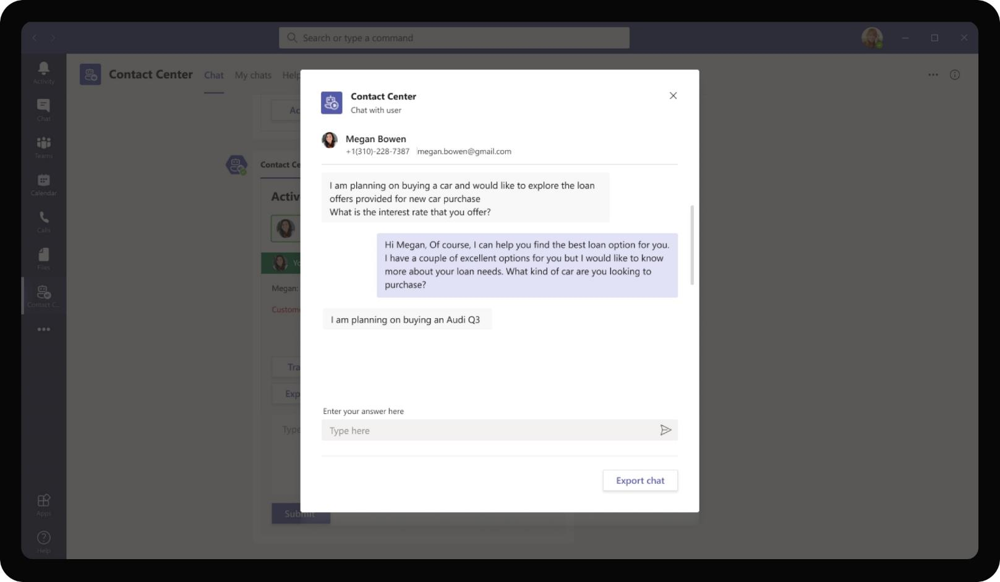 Search or type a command
Activity
Chat
Teams
Calendar
Calls
Files
Contact C...
Apps
Help
Contact Center
Chat
My chats
Help
Contact Ce
Activ
Yo
Megan:
Custome
Tra
Exp
Type
Submit
Contact Center
Chat with user
Megan Bowen
+1(310)-228-7387 megan.bowen@gmail.com
I am planning on buying a car and would like to explore the loan
offers provided for new car purchase
What is the interest rate that you offer?
Hi Megan, Of course, I can help you find the best loan option for you.
I have a couple of excellent options for you but I would like to know
more about your loan needs. What kind of car are you looking to
purchase?
I am planning on buying an Audi Q3
Enter your answer here
Type here
Export chat